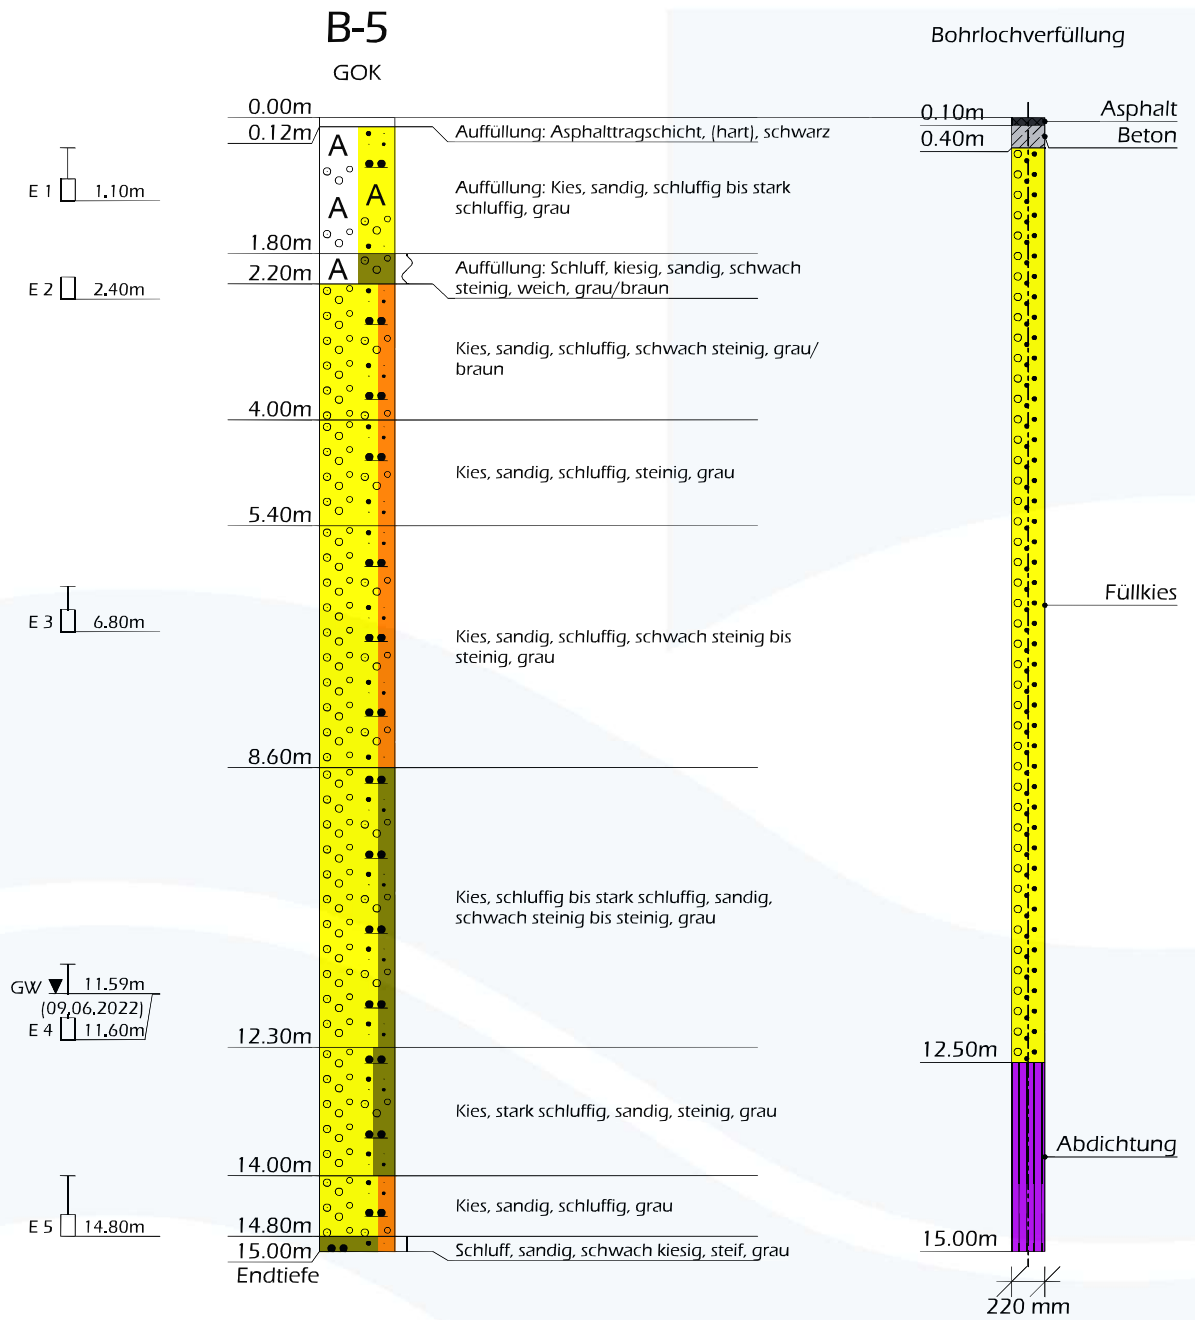 B-5
Bohrlochverfüllung
GOK
0.00m
0.12m
Auffüllung: Asphalttragschicht, (hart), schwarz
0.10m
Asphalt
0.40m
Beton
A
A
A
E 1
1.10m
Auffüllung: Kies, sandig, schluffig bis stark
schluffig, grau
1.80m
A
2.20m
Auffüllung: Schluff, kiesig, sandig, schwach
steinig, weich, grau/braun
E 2
2.40m
Kies, sandig, schluffig, schwach steinig, grau/
braun
4.00m
Kies, sandig, schluffig, steinig, grau
5.40m
E 3
6.80m
Füllkies
Kies, sandig, schluffig, schwach steinig bis
steinig, grau
8.60m
Kies, schluffig bis stark schluffig, sandig,
schwach steinig bis steinig, grau
GW
11.59m
(09.06.2022)
E 4
11.60m
12.30m
12.50m
Kies, stark schluffig, sandig, steinig, grau
Abdichtung
14.00m
Kies, sandig, schluffig, grau
E 5
14.80m
14.80m
15.00m
Endtiefe
Schluff, sandig, schwach kiesig, steif, grau
15.00m
220 mm